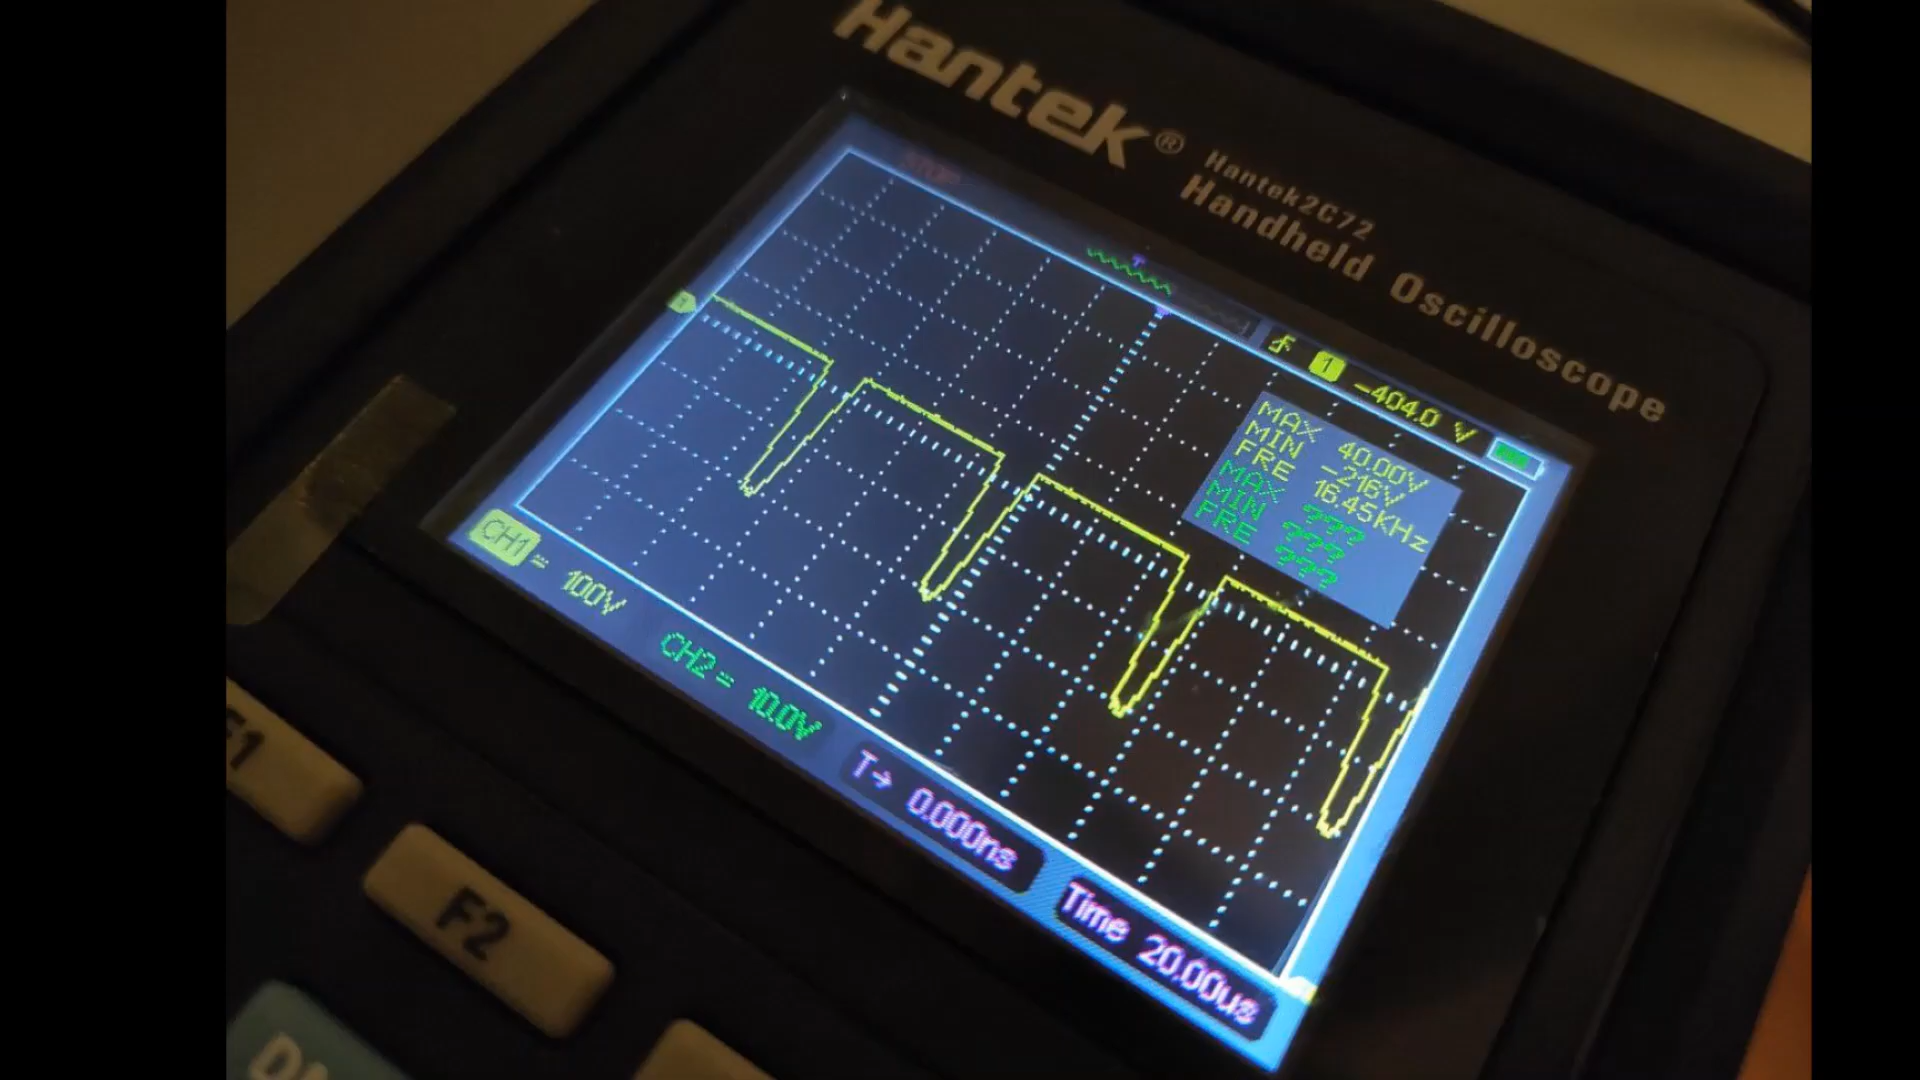 Hantek®
Hantek2C72
Handheld Oscilloscope
STOP
T
1 -404.0 V
MAX 40.00V
MIN -216V
FRE 16.45KHz
MAX ???
MIN ???
FRE ???
CH1= 100V
CH2= 10.0V
T→ 0.000ns
Time 20.00us
F1
F2